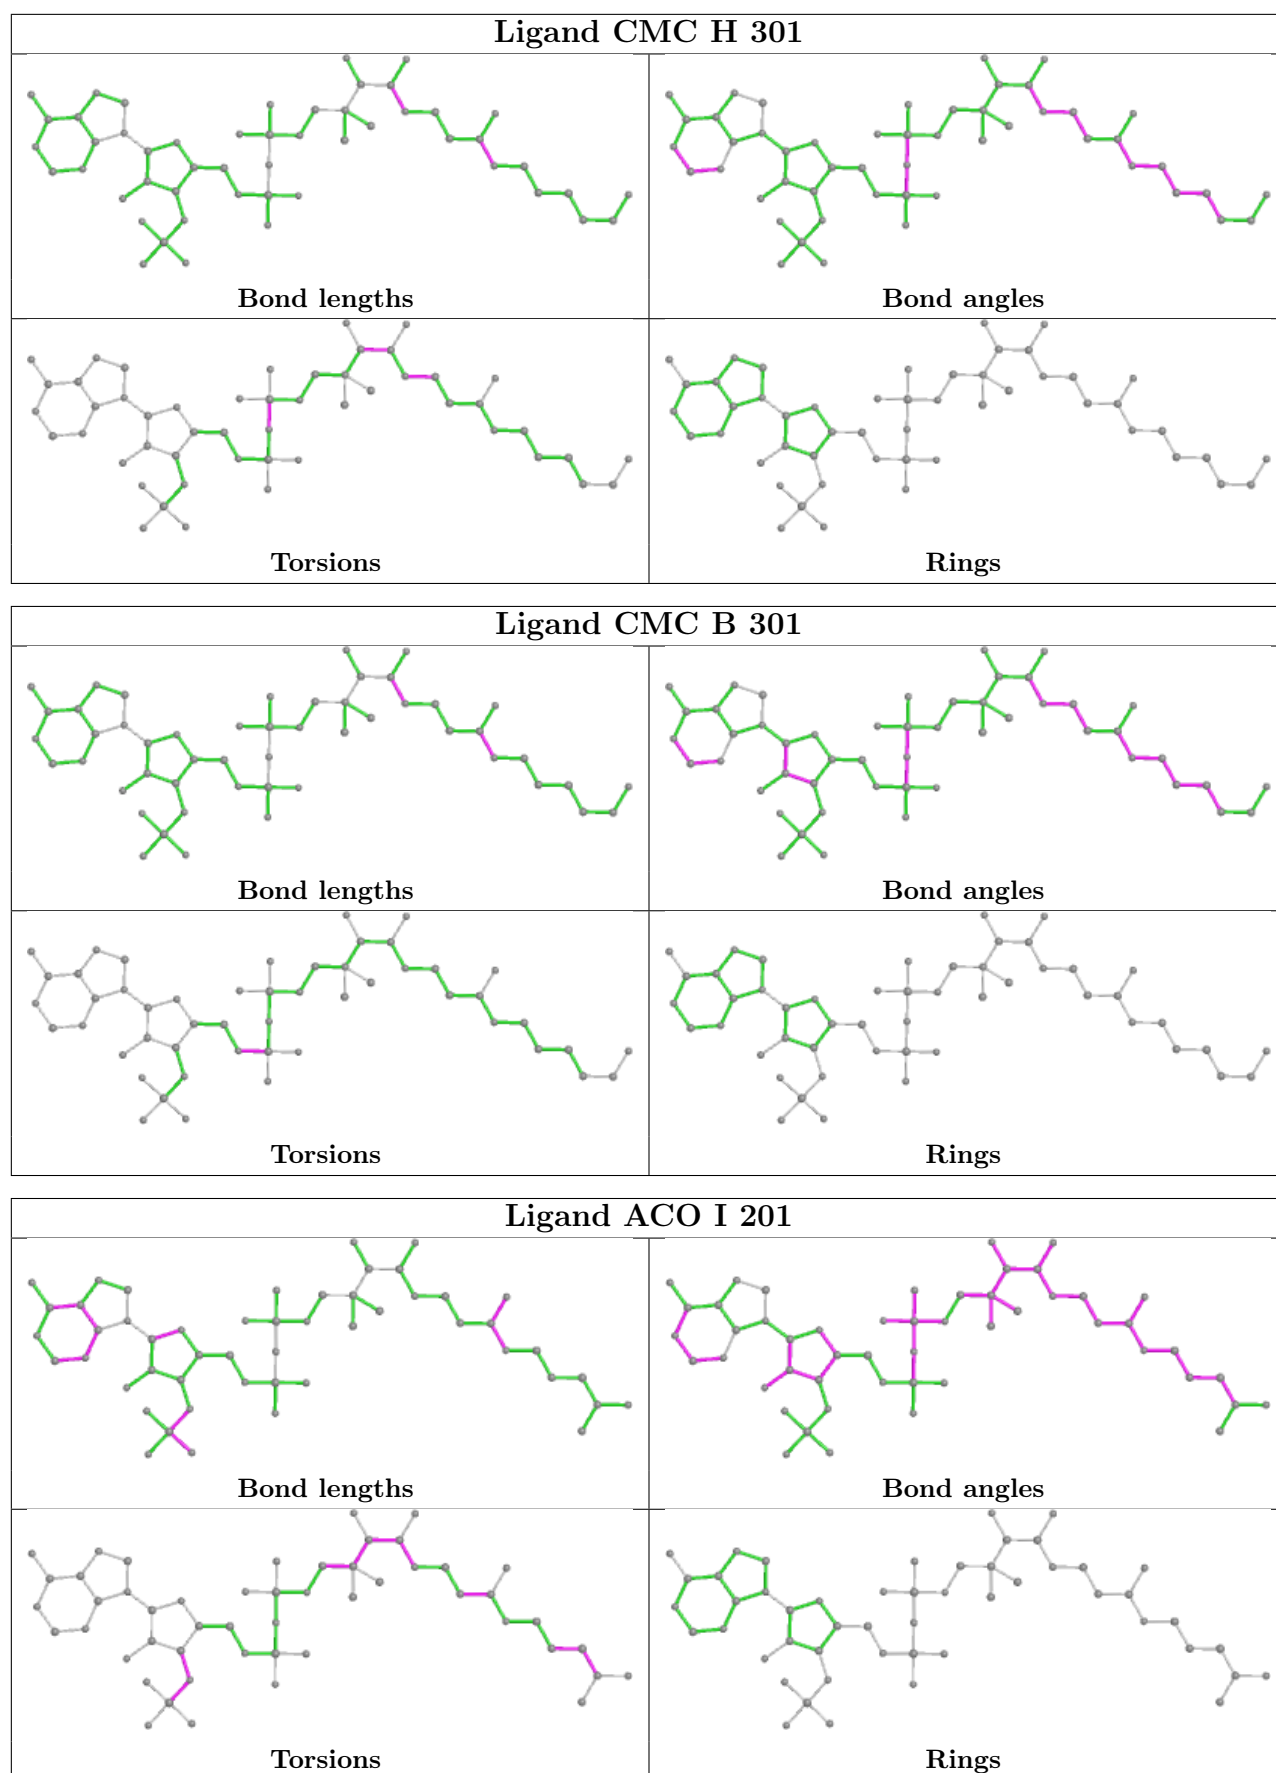 Ligand CMC H 301
Bond lengths
Bond angles
Torsions
Rings
Ligand CMC B 301
Bond lengths
Bond angles
Torsions
Rings
Ligand ACO I 201
Bond lengths
Bond angles
Torsions
Rings